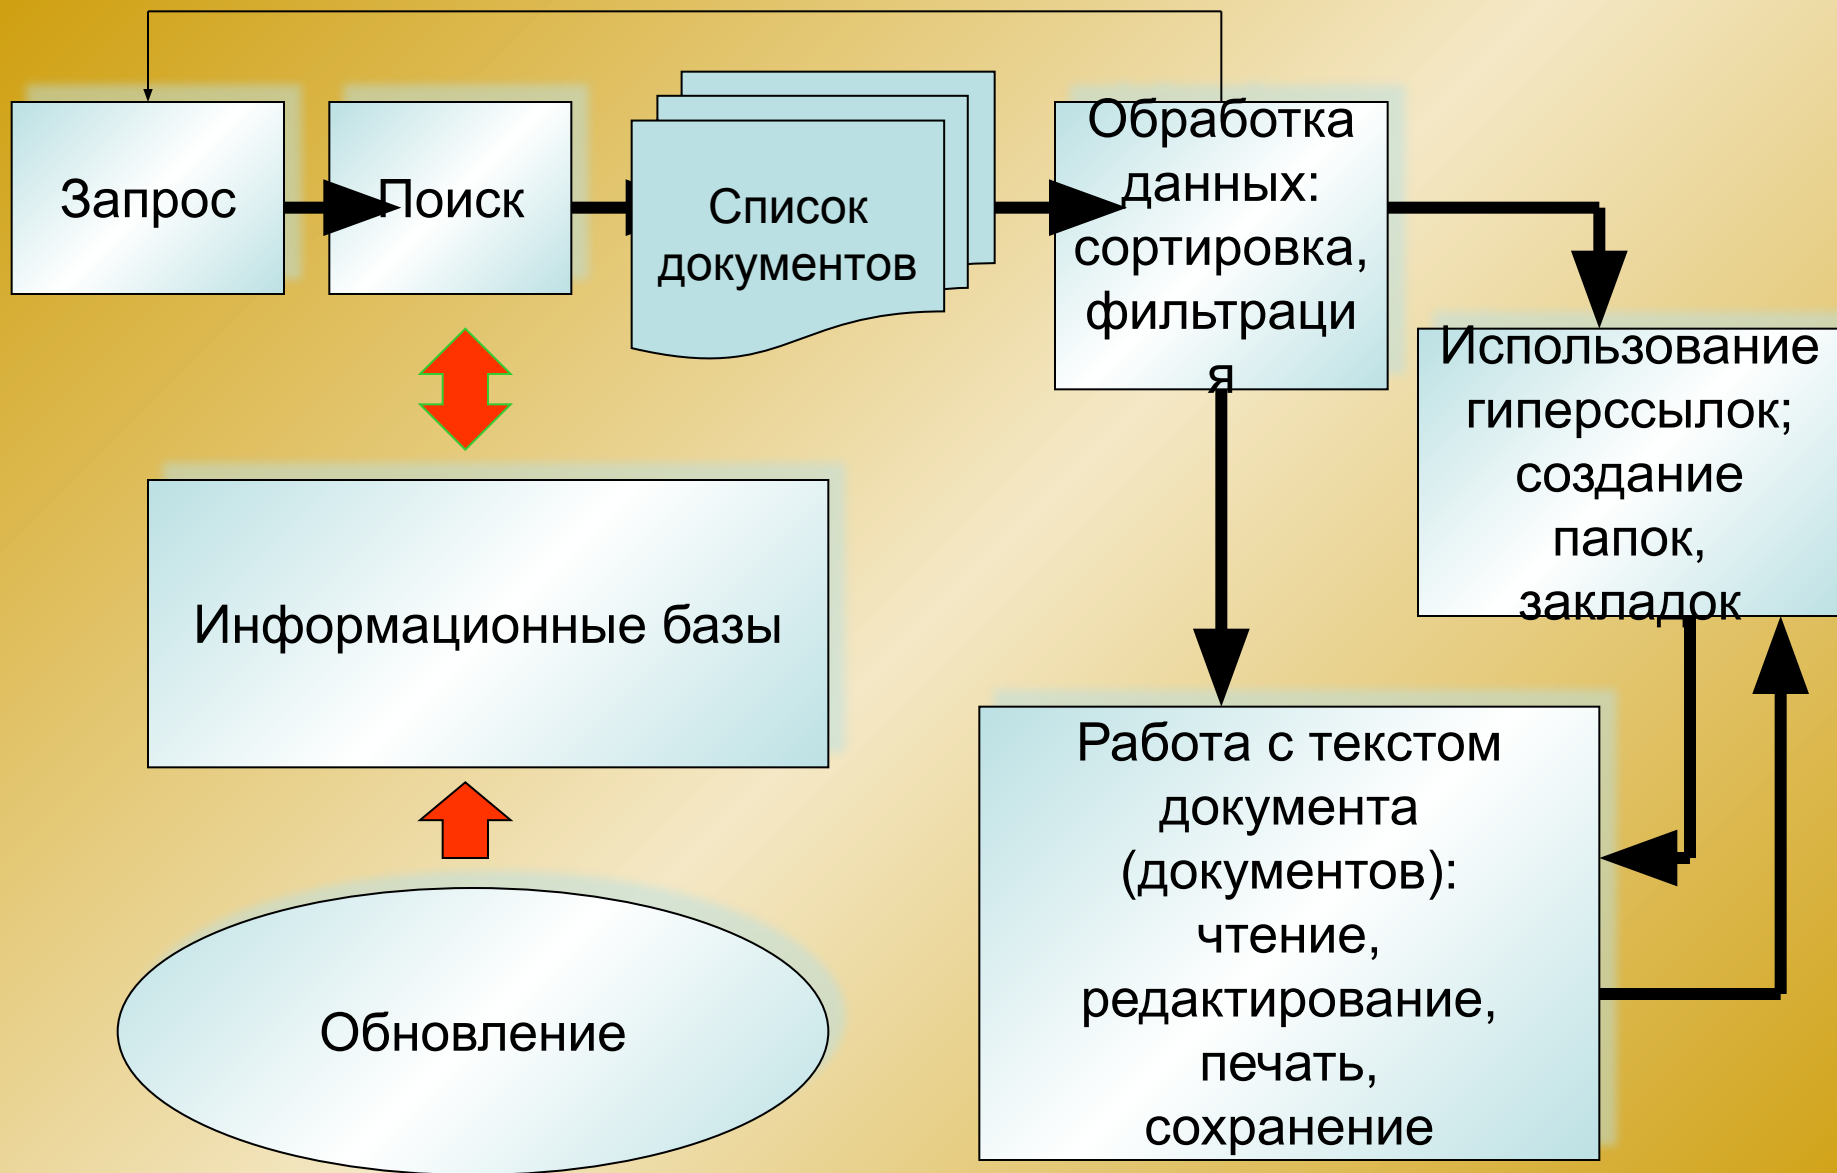 Запрос
Поиск
Список
документов
Обработка
данных:
сортировка,
фильтраци
я
Использование
гиперссылок;
создание
папок,
закладок
Информационные базы
Работа с текстом
документа
(документов):
чтение,
редактирование,
печать,
сохранение
Обновление